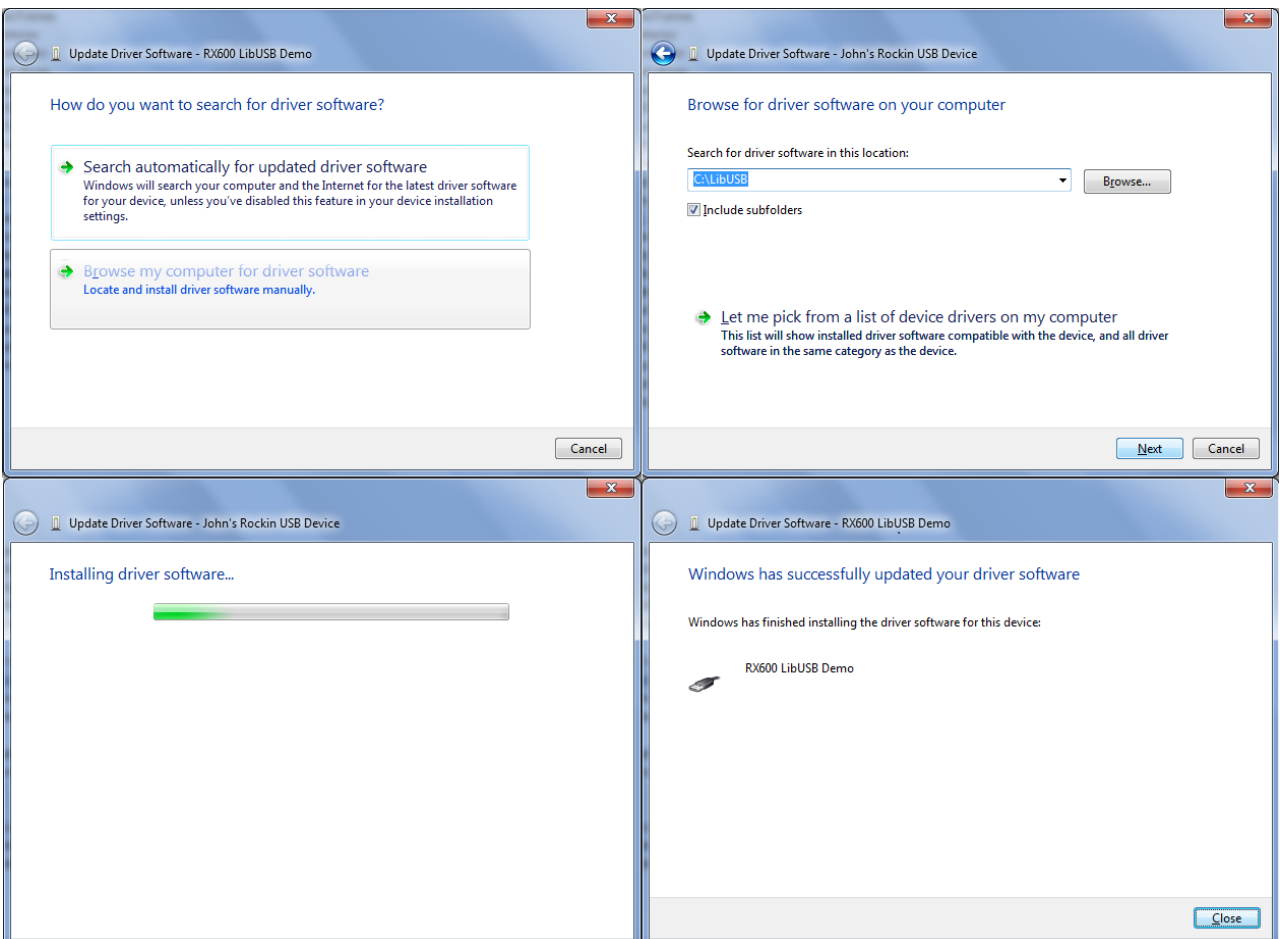 Update Driver Software - RX600 LibUSB Demo
How do you want to search for driver software?
Search automatically for updated driver software
Windows will search your computer and the Internet for the latest driver software
for your device, unless you've disabled this feature in your device installation
settings.
Browse my computer for driver software
Locate and install driver software manually.
Cancel
Update Driver Software - John's Rockin USB Device
Browse for driver software on your computer
Search for driver software in this location:
C:\LibUSB
Browse...
Include subfolders
Let me pick from a list of device drivers on my computer
This list will show installed driver software compatible with the device, and all driver
software in the same category as the device.
Next
Cancel
Update Driver Software - John's Rockin USB Device
Installing driver software...
Update Driver Software - RX600 LibUSB Demo
Windows has successfully updated your driver software
Windows has finished installing the driver software for this device:
RX600 LibUSB Demo
Close